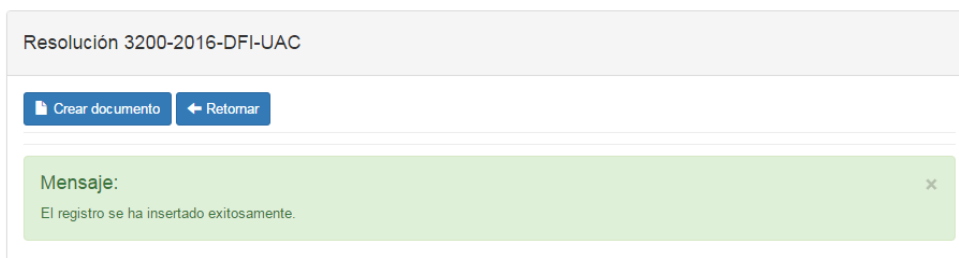 Resolución 3200-2016-DFI-UAC
Crear documento Retornar
Mensaje: ×
El registro se ha insertado exitosamente.